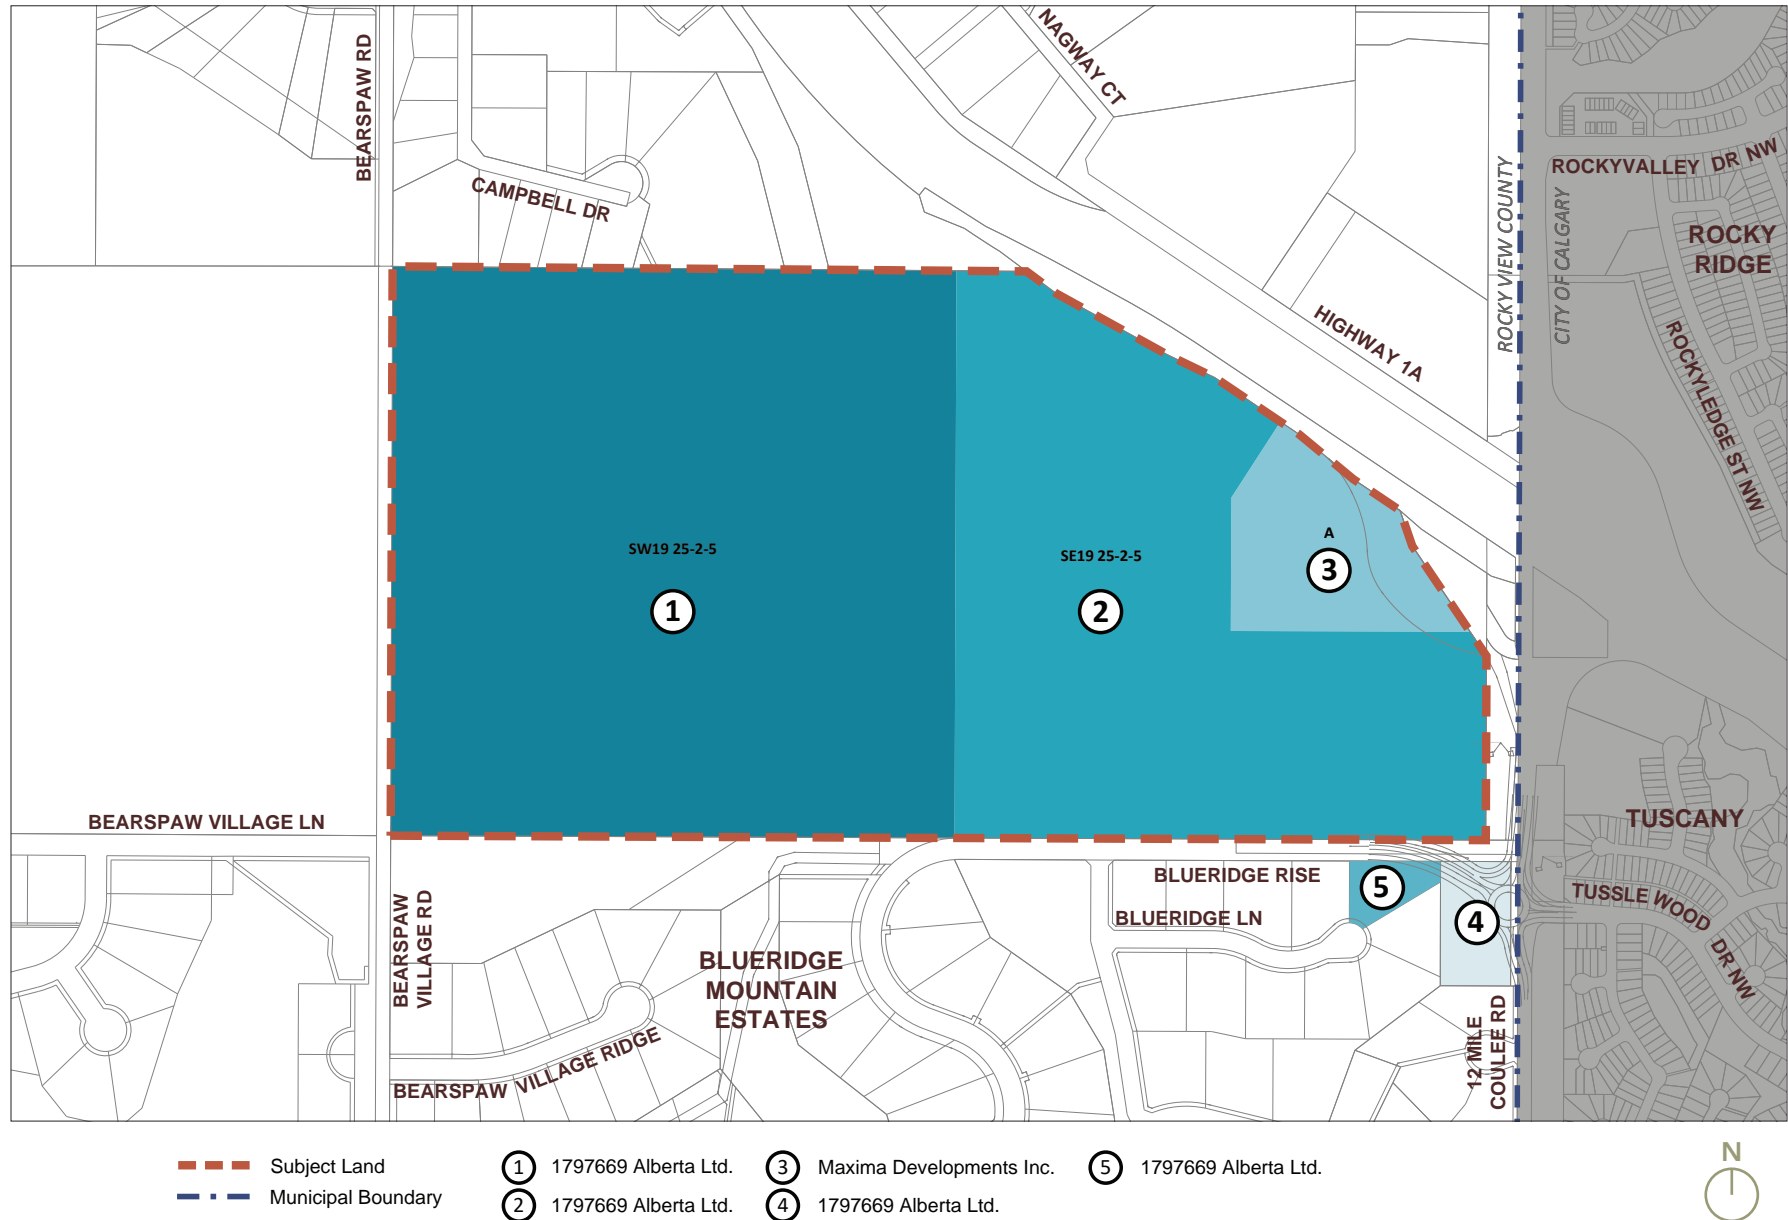 NAGWAY CT
BEARSPAW RD
ROCKYVALLEY DR NW
CAMPBELL DR
ROCKY VIEW COUNTY
CITY OF CALGARY
ROCKY
RIDGE
HIGHWAY 1A
ROCKYLEDGE ST NW
SW19 25-2-5
1
SE19 25-2-5
2
A
3
BEARSPAW VILLAGE LN
TUSCANY
BLUERIDGE RISE
5
BLUERIDGE LN
4
TUSSLE WOOD DR NW
BEARSPAW
VILLAGE RD
BLUERIDGE
MOUNTAIN
ESTATES
12 MILE
COULEE RD
BEARSPAW VILLAGE RIDGE
Subject Land
Municipal Boundary
1 1797669 Alberta Ltd.
2 1797669 Alberta Ltd.
3 Maxima Developments Inc.
4 1797669 Alberta Ltd.
5 1797669 Alberta Ltd.
N